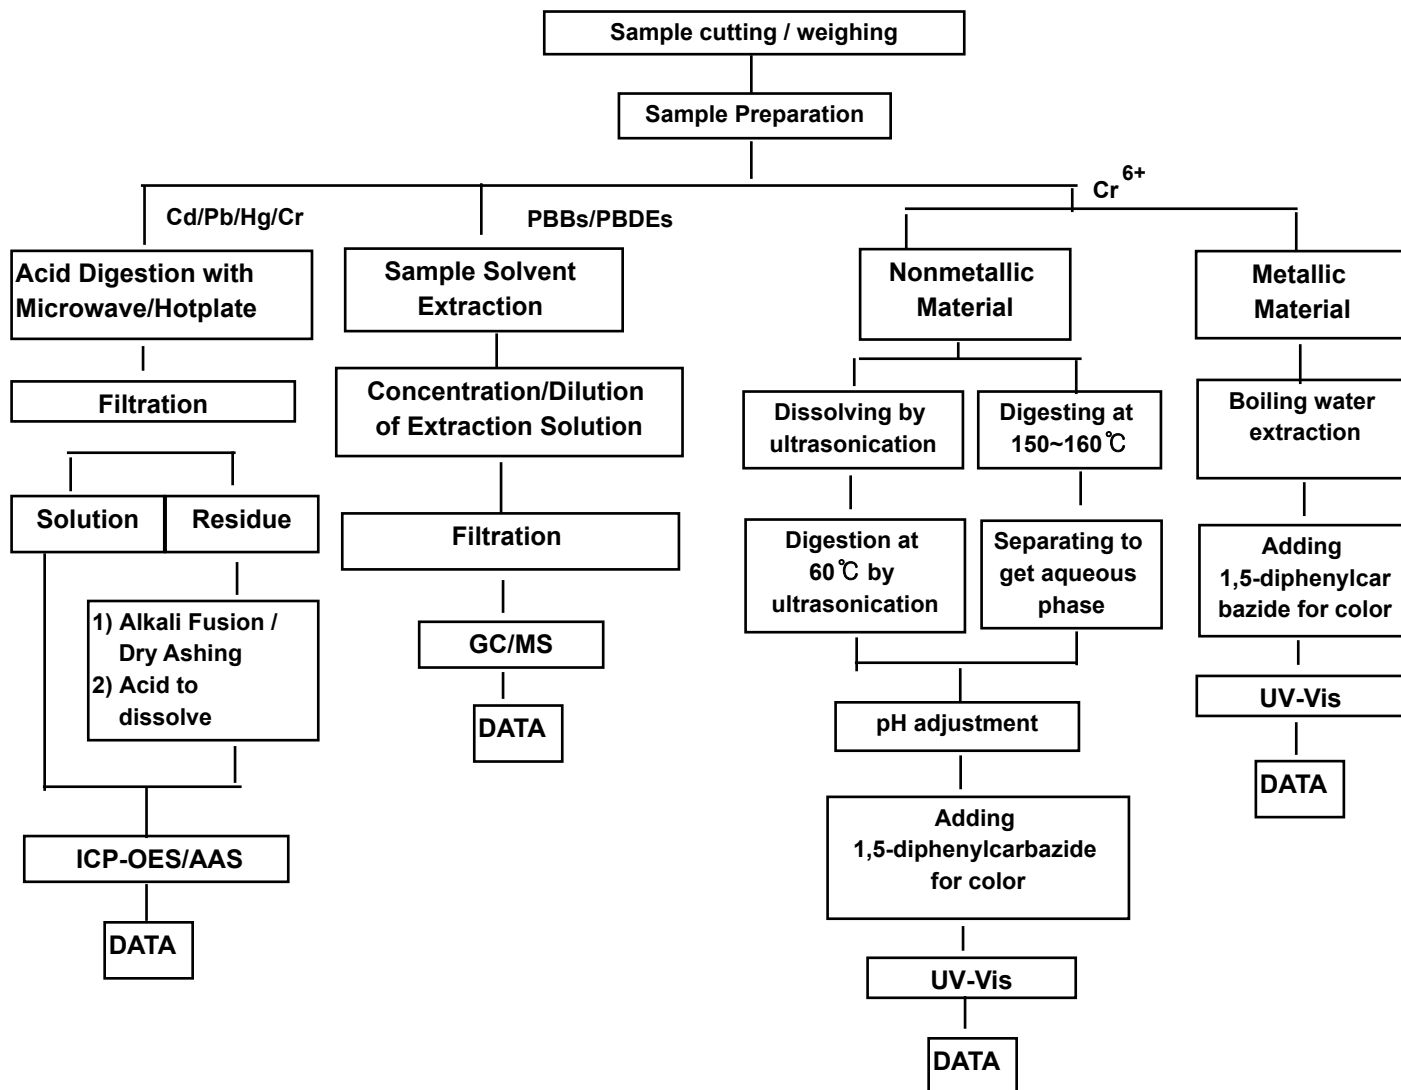 Sample cutting / weighing
Sample Preparation
Cd/Pb/Hg/Cr
PBBs/PBDEs
Cr 6+
Acid Digestion with
Microwave/Hotplate
Filtration
Solution
Residue
1) Alkali Fusion /
Dry Ashing
2) Acid to
dissolve
ICP-OES/AAS
DATA
Sample Solvent
Extraction
Concentration/Dilution
of Extraction Solution
Filtration
GC/MS
DATA
Nonmetallic
Material
Dissolving by
ultrasonication
Digestion at
60℃ by
ultrasonication
Digesting at
150~160℃
Separating to
get aqueous
phase
pH adjustment
Adding
1,5-diphenylcarbazide
for color
UV-Vis
DATA
Metallic
Material
Boiling water
extraction
Adding
1,5-diphenylcar
bazide for color
UV-Vis
DATA